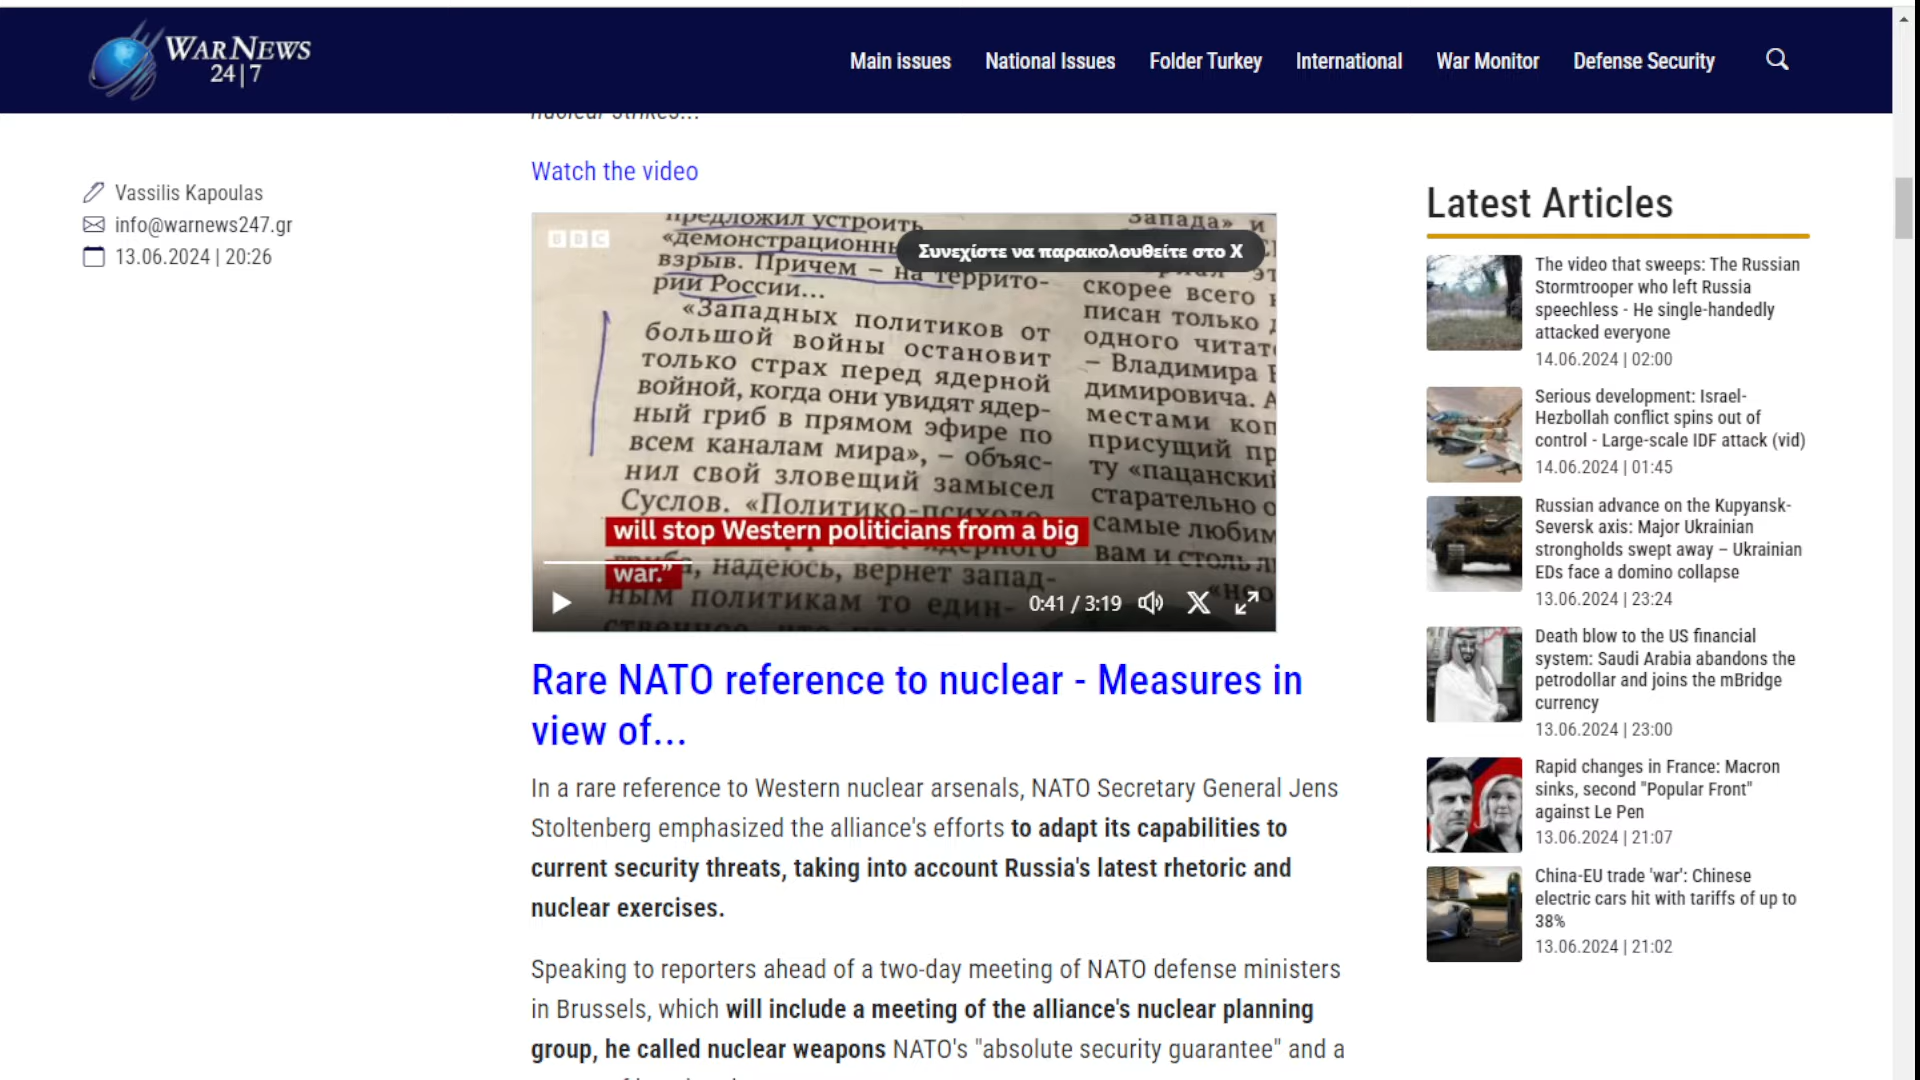 WAR NEWS
24|7
Main issues
National Issues
Folder Turkey
International
War Monitor
Defense Security
Watch the video
Vassilis Kapoulas
info@warnews247.gr
13.06.2024 | 20:26
BBC
Συνεχίστε να παρακολουθείτε στο X
предложил устроить
«демонстрационн
взрыв. Причем – на террито-
рии России...
«Западных политиков от
большой войны остановит
только страх перед ядерной
войной, когда они увидят ядер-
ный гриб в прямом эфире по
всем каналам мира», – объяс-
нил свой зловещий замысел
Суслов. «Политико-психоло
надеюсь, вернет запад-
ным политикам то един-
Запада» и
скорее всего
писан только
одного читат
– Владимира
димировича. А
местами
присущий
ту «пацански
старательно
самые любим
вам и столь
will stop Western politicians from a big
war."
0:41 / 3:19
Rare NATO reference to nuclear - Measures in
view of...
In a rare reference to Western nuclear arsenals, NATO Secretary General Jens
Stoltenberg emphasized the alliance's efforts to adapt its capabilities to
current security threats, taking into account Russia's latest rhetoric and
nuclear exercises.
Speaking to reporters ahead of a two-day meeting of NATO defense ministers
in Brussels, which will include a meeting of the alliance's nuclear planning
group, he called nuclear weapons NATO's "absolute security guarantee" and a
Latest Articles
The video that sweeps: The Russian
Stormtrooper who left Russia
speechless - He single-handedly
attacked everyone
14.06.2024 | 02:00
Serious development: Israel-
Hezbollah conflict spins out of
control - Large-scale IDF attack (vid)
14.06.2024 | 01:45
Russian advance on the Kupyansk-
Seversk axis: Major Ukrainian
strongholds swept away – Ukrainian
EDs face a domino collapse
13.06.2024 | 23:24
Death blow to the US financial
system: Saudi Arabia abandons the
petrodollar and joins the mBridge
currency
13.06.2024 | 23:00
Rapid changes in France: Macron
sinks, second "Popular Front"
against Le Pen
13.06.2024 | 21:07
China-EU trade 'war': Chinese
electric cars hit with tariffs of up to
38%
13.06.2024 | 21:02